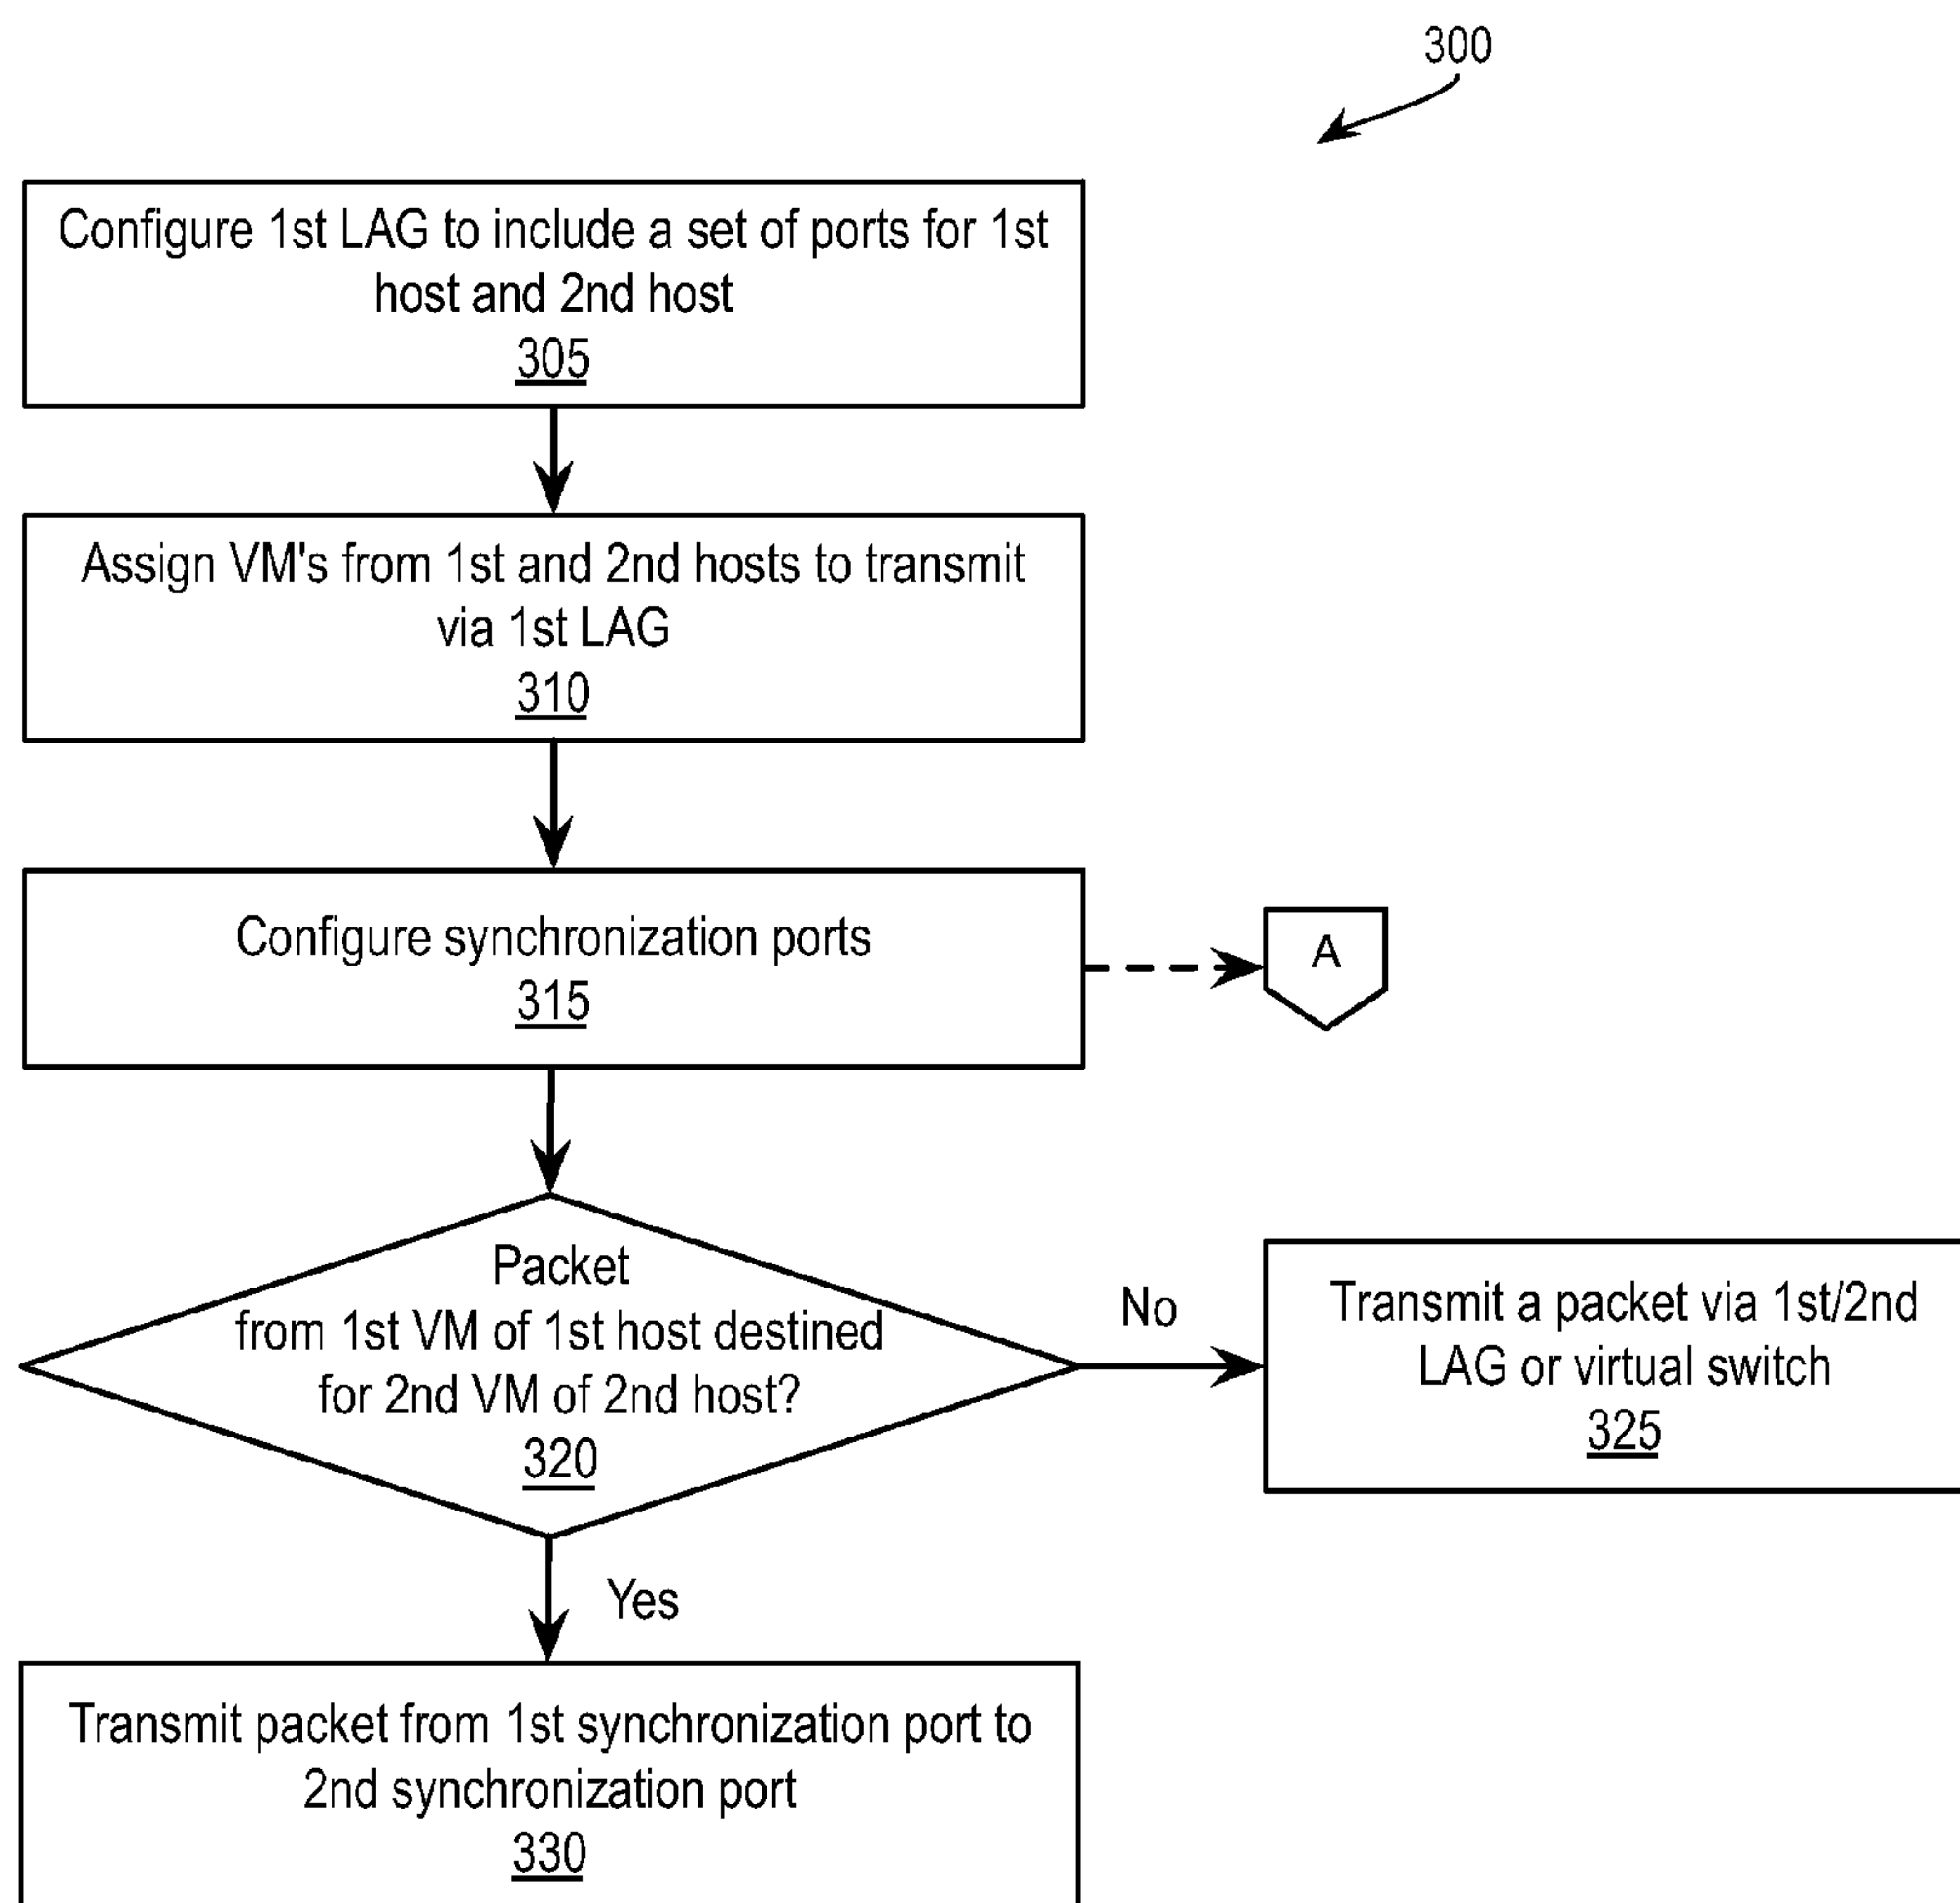 300
Configure 1st LAG to include a set of ports for 1st
host and 2nd host
305
Assign VM's from 1st and 2nd hosts to transmit
via 1st LAG
310
Configure synchronization ports
315
A
Packet
from 1st VM of 1st host destined
for 2nd VM of 2nd host?
320
No
Transmit a packet via 1st/2nd
LAG or virtual switch
325
Yes
Transmit packet from 1st synchronization port to
2nd synchronization port
330